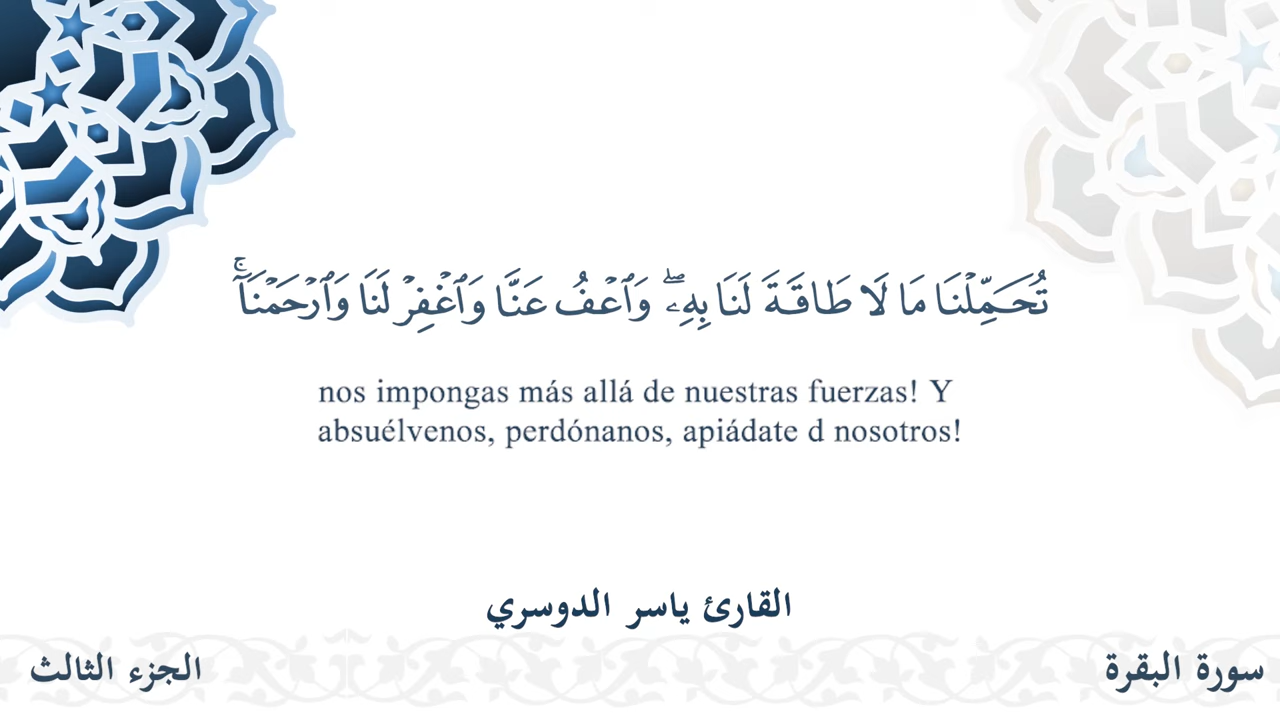 تُحَمِّلْنَا مَا لَا طَاقَةَ لَنَا بِهِۦۖ وَٱعْفُ عَنَّا وَٱغْفِرْ لَنَا وَٱرْحَمْنَآۚ
nos impongas más allá de nuestras fuerzas! Y
absuélvenos, perdónanos, apiádate d nosotros!
القارئ ياسر الدوسري
سورة البقرة
الجزء الثالث